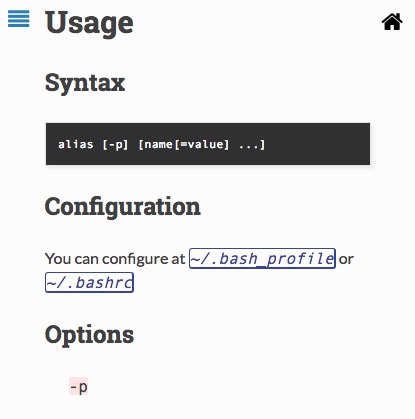 Usage
Syntax
alias [-p] [name[=value] ...]
Configuration
You can configure at ~/.bash_profile or
~/.bashrc
Options
-p